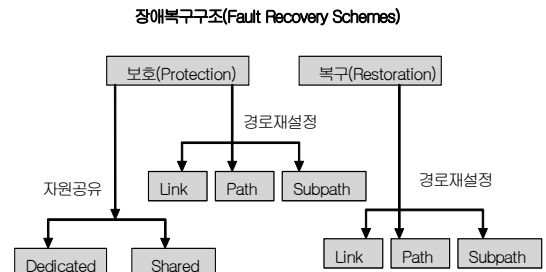 장애복구구조(Fault Recovery Schemes)
보호(Protection)
복구(Restoration)
경로재설정
Link
Path
Subpath
자원공유
경로재설정
Dedicated
Shared
Link
Path
Subpath